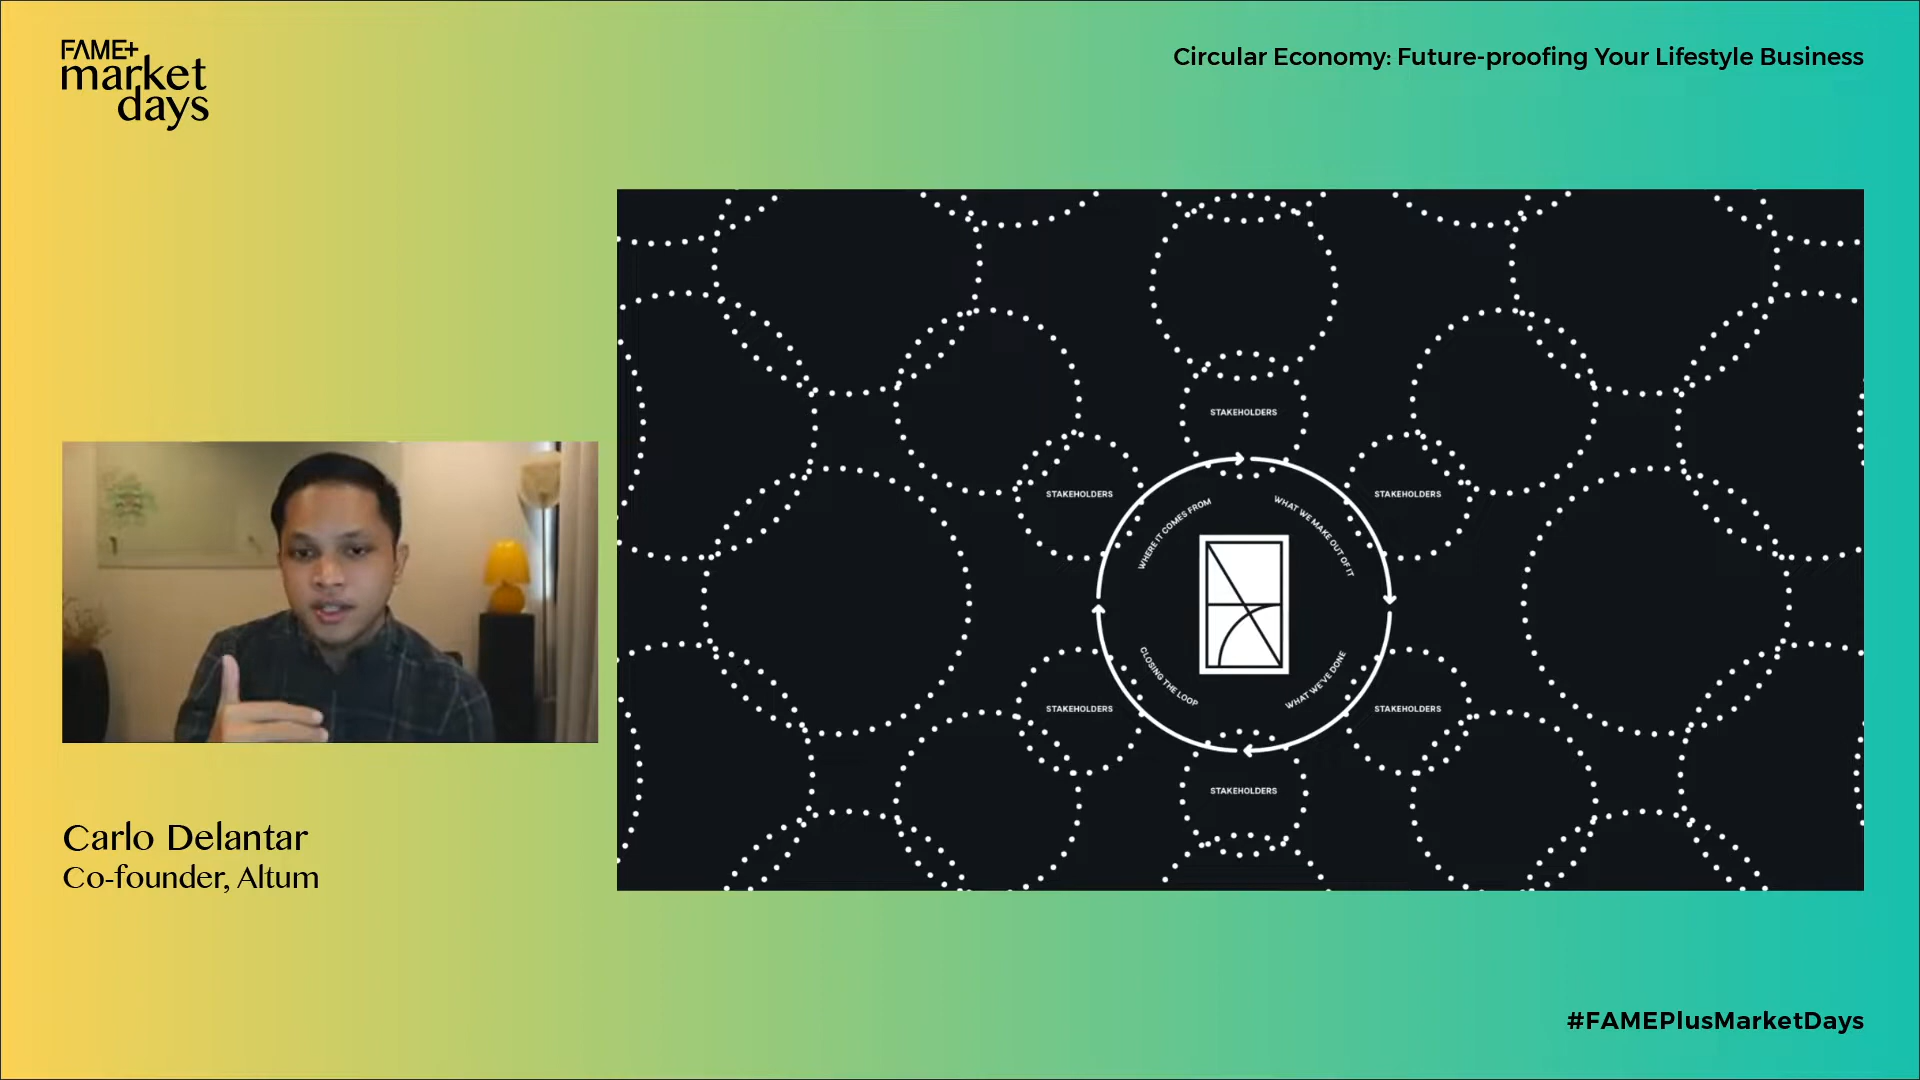 FAME+
market
days
Circular Economy: Future-proofing Your Lifestyle Business
STAKEHOLDERS
STAKEHOLDERS
STAKEHOLDERS
WHERE IT COMES FROM
WHAT WE MAKE OUT OF IT
CLOSING THE LOOP
WHAT WE'VE DONE
STAKEHOLDERS
STAKEHOLDERS
STAKEHOLDERS
Carlo Delantar
Co-founder, Altum
#FAMEPlusMarketDays